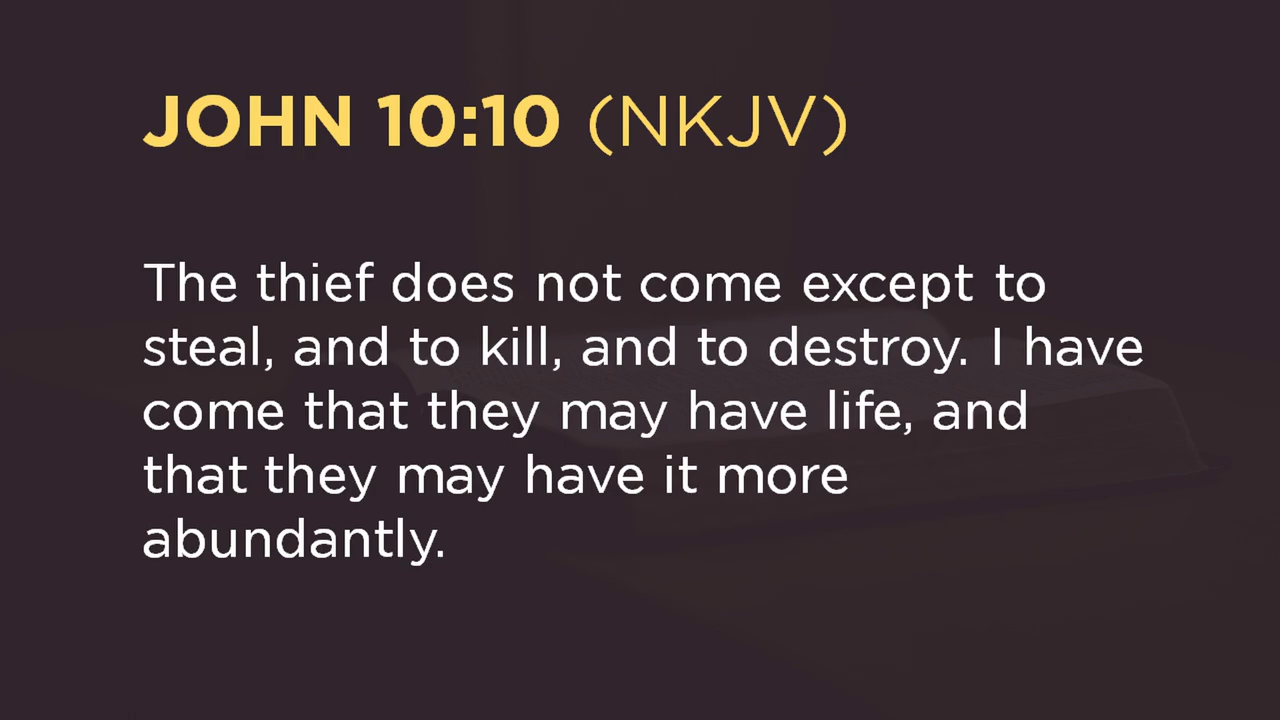 JOHN 10:10 (NKJV)
The thief does not come except to
steal, and to kill, and to destroy. I have
come that they may have life, and
that they may have it more
abundantly.